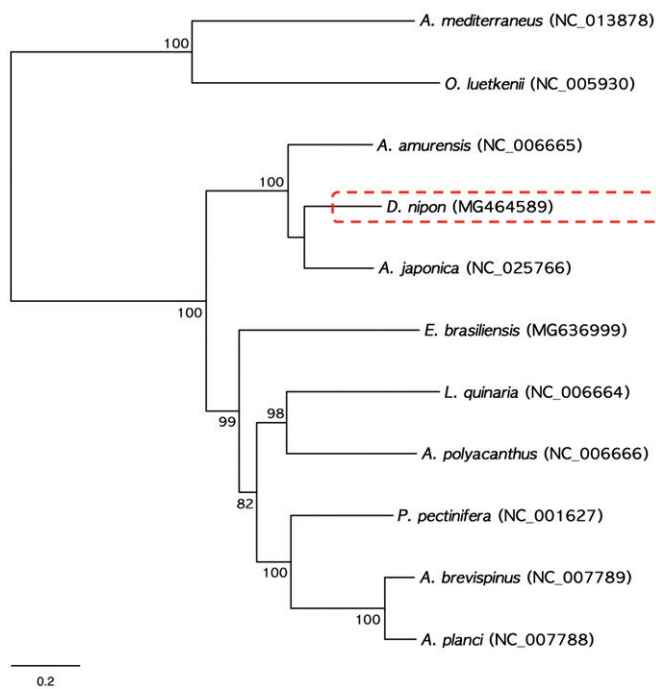 A. mediterraneus (NC_013878)
100
O. luetkenii (NC_005930)
A. amurensis (NC_006665)
100
D. nipon (MG464589)
A. japonica (NC_025766)
100
E. brasiliensis (MG636999)
L. quinaria (NC_006664)
98
99
A. polyacanthus (NC_006666)
82
P. pectinifera (NC_001627)
100
A. brevispinus (NC_007789)
100
A. planci (NC_007788)
0.2